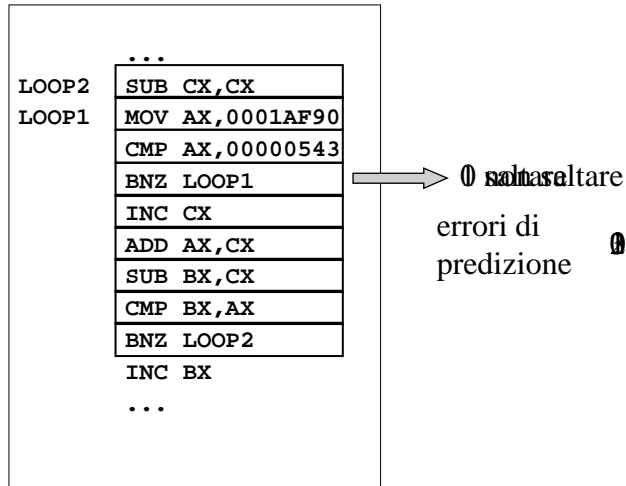 ...
LOOP2 SUB CX,CX
LOOP1 MOV AX,0001AF90
CMP AX,00000543
BNZ LOOP1
INC CX
ADD AX,CX
SUB BX,CX
CMP BX,AX
BNZ LOOP2
INC BX
...
errori di
predizione